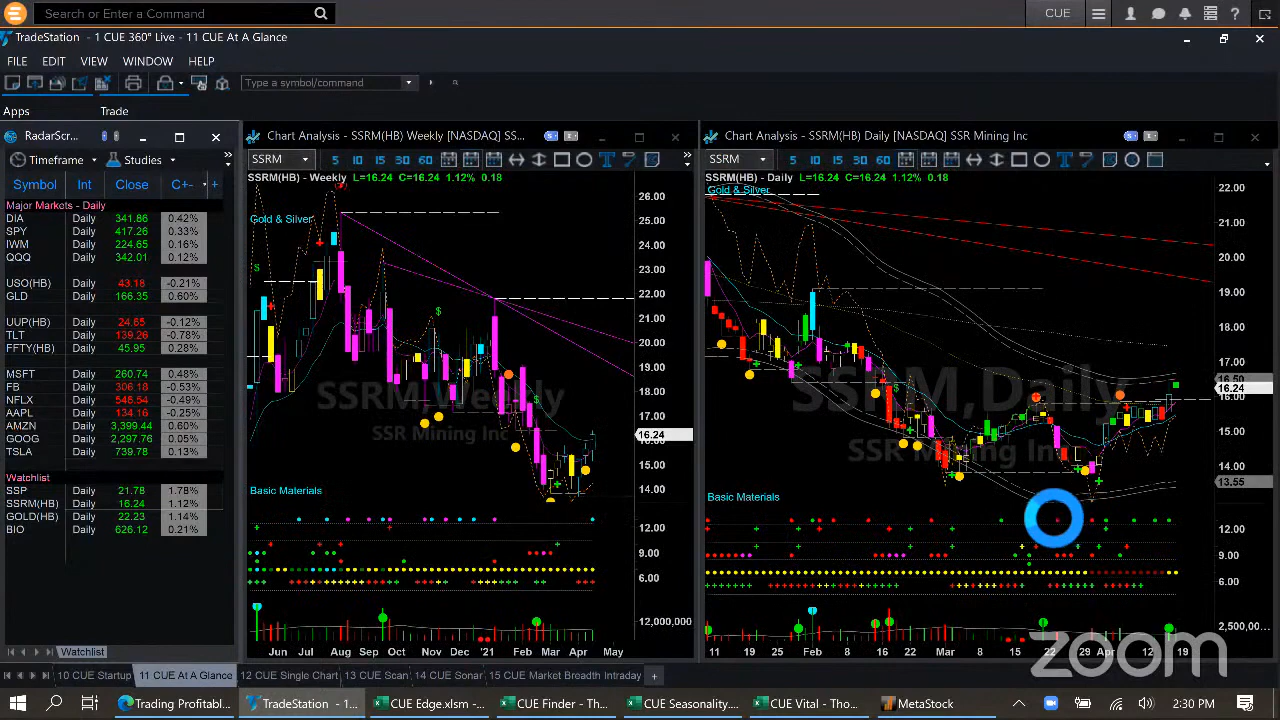 Search or Enter a Command
CUE
TradeStation - 1 CUE 360° Live - 11 CUE At A Glance
FILE EDIT VIEW WINDOW HELP
Type a symbol/command
Apps Trade
RadarScr...
Timeframe Studies
Symbol Int Close C+-
Major Markets - Daily
DIA Daily 341.86 0.42%
SPY Daily 417.26 0.33%
IWM Daily 224.65 0.16%
QQQ Daily 342.01 0.12%
USO(HB) Daily 43.18 -0.21%
GLD Daily 166.35 0.60%
UUP(HB) Daily 24.65 -0.12%
TLT Daily 139.26 -0.78%
FFTY(HB) Daily 45.95 0.28%
MSFT Daily 260.74 0.48%
FB Daily 306.18 -0.53%
NFLX Daily 546.54 -0.49%
AAPL Daily 134.16 -0.25%
AMZN Daily 3,399.44 0.60%
GOOG Daily 2,297.76 0.05%
TSLA Daily 739.78 0.13%
Watchlist
SSP Daily 21.78 1.78%
SSRM(HB) Daily 16.24 1.12%
GOLD(HB) Daily 22.23 1.14%
BIO Daily 626.12 0.21%
Watchlist
Chart Analysis - SSRM(HB) Weekly [NASDAQ] SS...
SSRM 5 10 15 30 60
SSRM(HB) - Weekly L=16.24 C=16.24 1.12% 0.18
Gold & Silver
SSRM,Weekly
SSR Mining Inc
Basic Materials
26.00
25.00
24.00
23.00
22.00
21.00
20.00
19.00
18.00
17.00
16.24
16.00
15.00
14.00
12.00
9.00
6.00
12,000,000
Jun Jul Aug Sep Oct Nov Dec '21 Feb Mar Apr May
Chart Analysis - SSRM(HB) Daily [NASDAQ] SSR Mining Inc
SSRM 5 10 15 30 60
SSRM(HB) - Daily L=16.24 C=16.24 1.12% 0.18
Gold & Silver
SSRM,Daily
SSR Mining Inc
Basic Materials
22.00
21.00
20.00
19.00
18.00
17.00
16.50
16.24
16.00
15.00
14.00
13.55
12.00
9.00
6.00
2,500,00...
11 19 25 Feb 8 16 22 Mar 8 15 22 29 Apr 12 19
zoom
10 CUE Startup 11 CUE At A Glance 12 CUE Single Chart 13 CUE Scan 14 CUE Sonar 15 CUE Market Breadth Intraday
Trading Profitabl... TradeStation - 1... CUE Edge.xlsm - ... CUE Finder - Tho... CUE Seasonality.... CUE Vital - Tho... MetaStock 2:30 PM